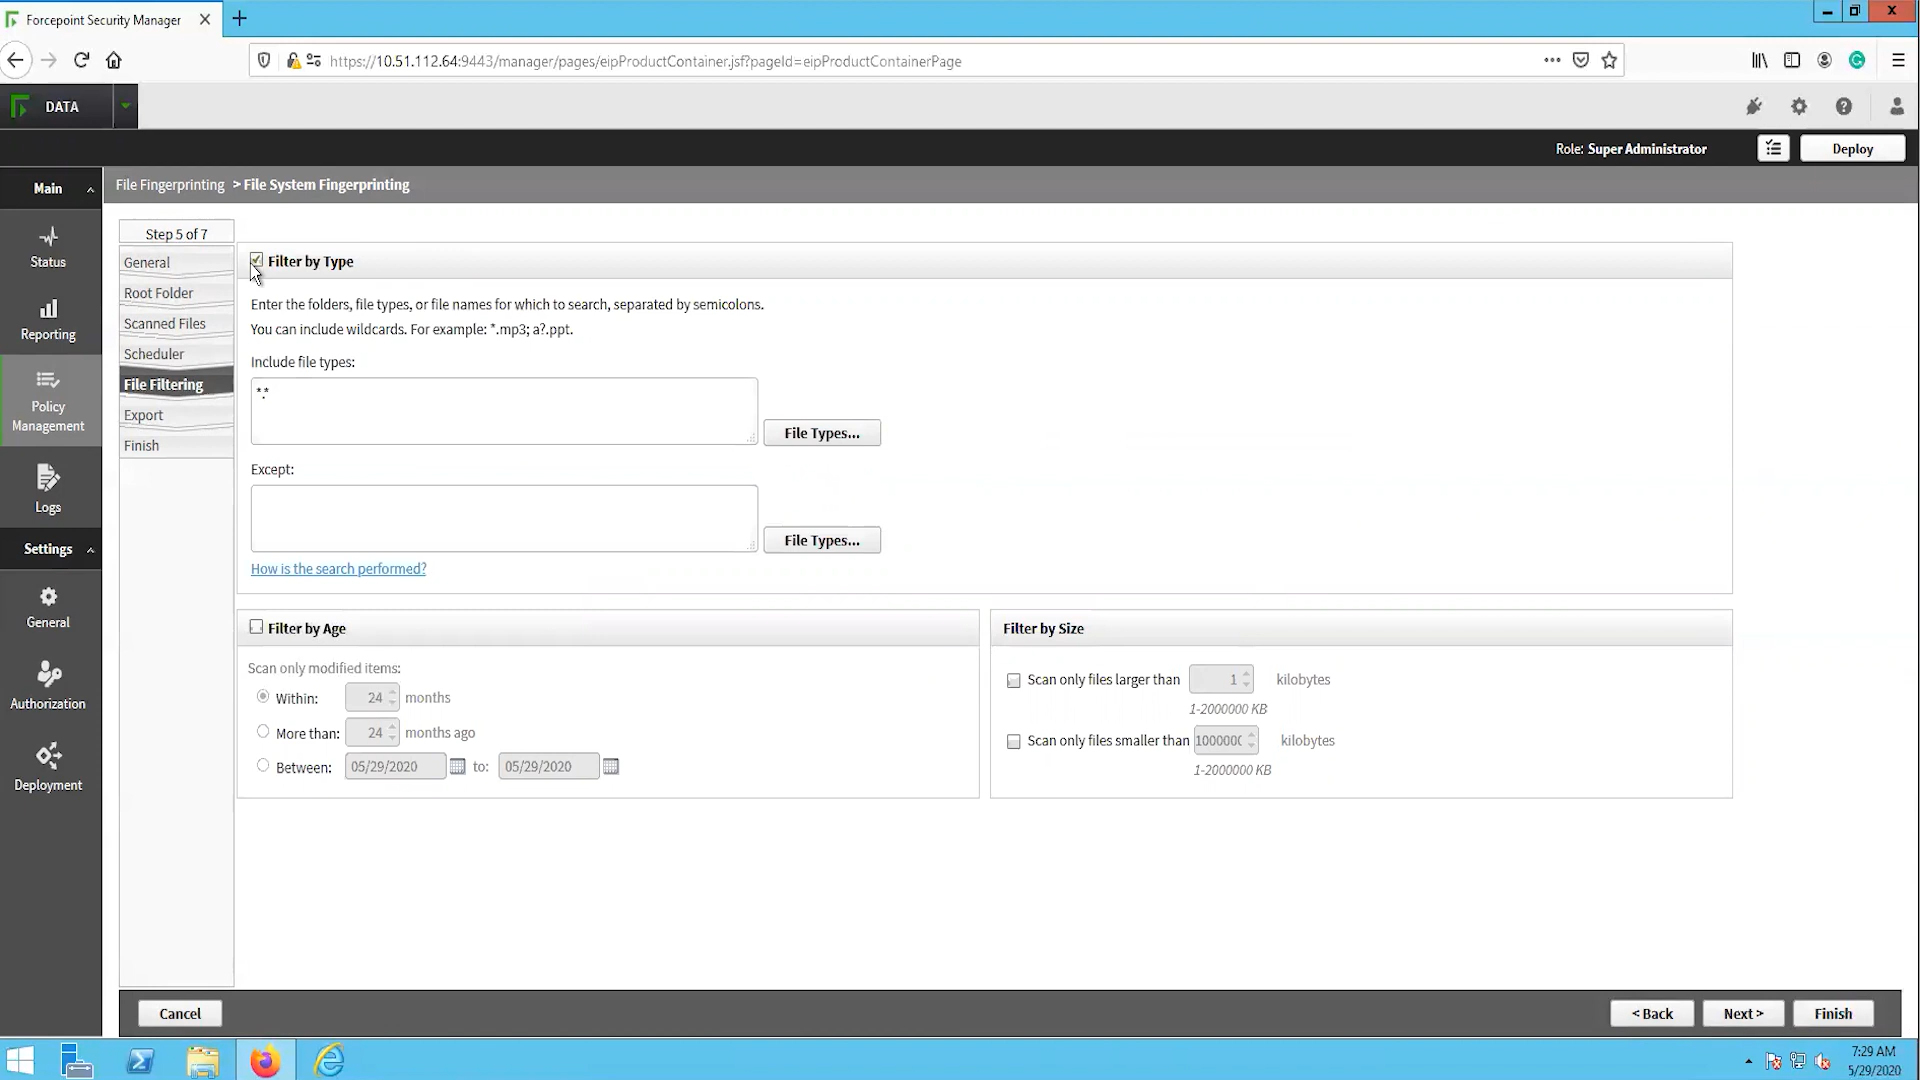 Forcepoint Security Manager
https://10.51.112.64:9443/manager/pages/eipProductContainer.jsf?pageId=eipProductContainerPage
DATA
Role: Super Administrator
Deploy
Main
File Fingerprinting > File System Fingerprinting
Status
Reporting
Policy
Management
Logs
Settings
General
Authorization
Deployment
Step 5 of 7
General
Root Folder
Scanned Files
Scheduler
File Filtering
Export
Finish
Filter by Type
Enter the folders, file types, or file names for which to search, separated by semicolons.
You can include wildcards. For example: *.mp3; a?.ppt.
Include file types:
*.*
File Types...
Except:
File Types...
How is the search performed?
Filter by Age
Scan only modified items:
Within: 24 months
More than: 24 months ago
Between: 05/29/2020 to: 05/29/2020
Filter by Size
Scan only files larger than 1 kilobytes
1-2000000 KB
Scan only files smaller than 100000( kilobytes
1-2000000 KB
Cancel
< Back
Next >
Finish
7:29 AM
5/29/2020